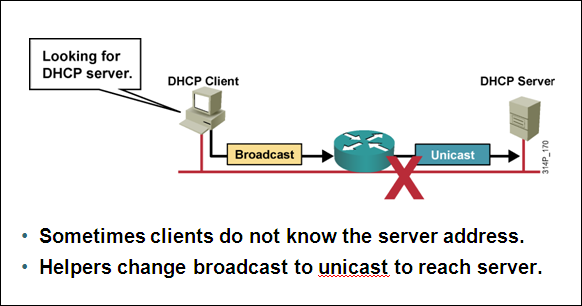 Looking for
DHCP server.
DHCP Client
DHCP Server
Broadcast
Unicast
314P_170
• Sometimes clients do not know the server address.
• Helpers change broadcast to unicast to reach server.